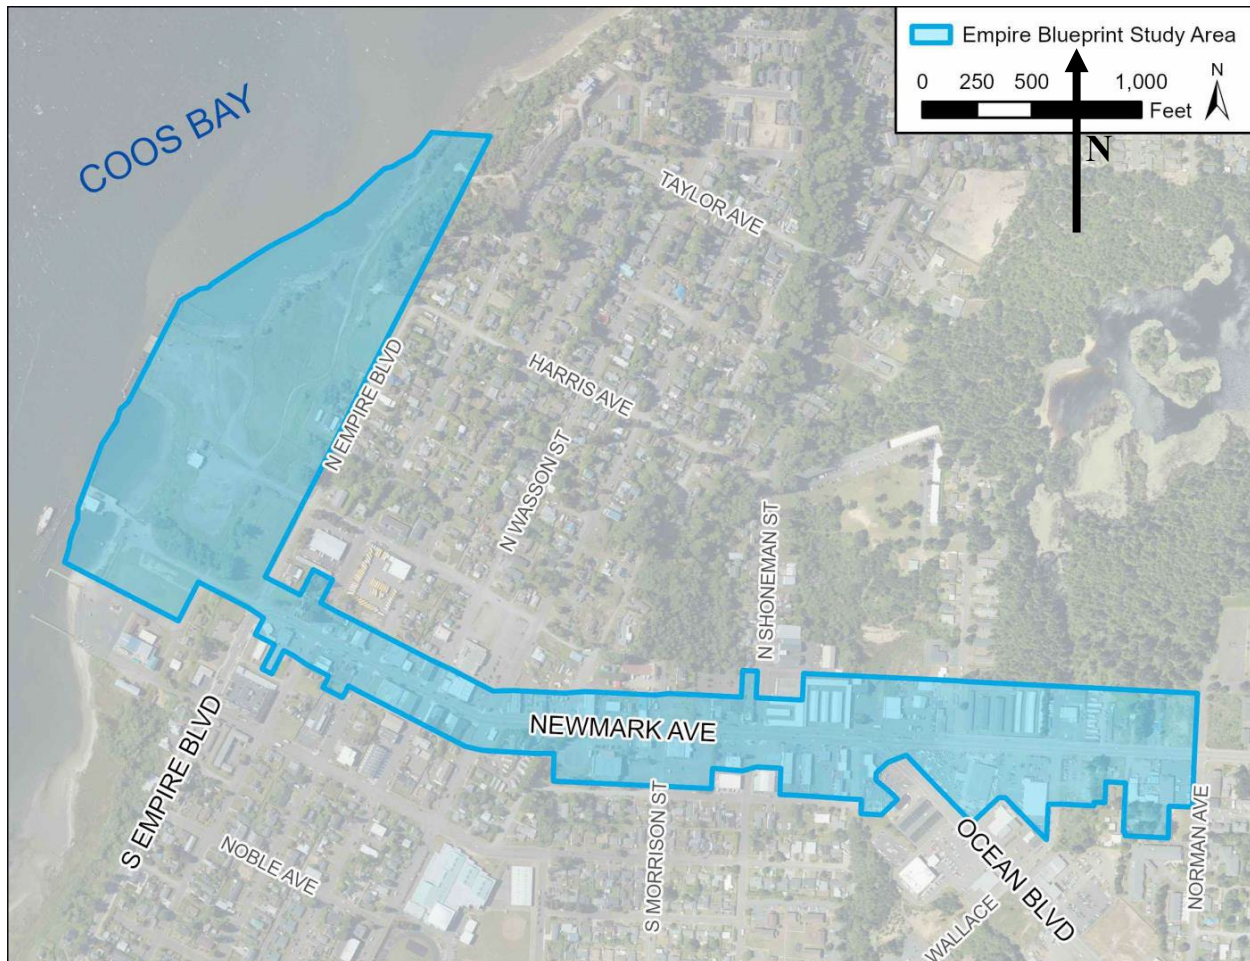 Empire Blueprint Study Area
0 250 500 1,000
Feet
N
N
COOS BAY
TAYLOR AVE
N EMPIRE BLVD
HARRIS AVE
N WASSON ST
N SHONEMAN ST
NEWMARK AVE
S EMPIRE BLVD
NOBLE AVE
S MORRISON ST
OCEAN BLVD
WALLACE
NORMAN AVE